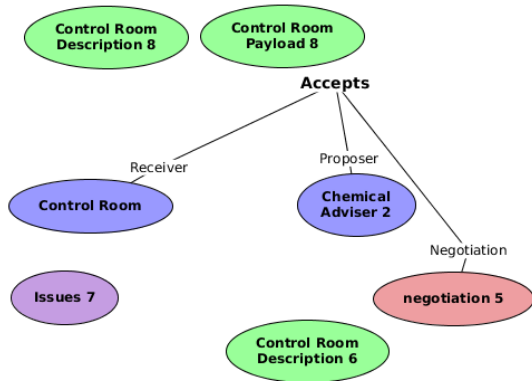 Control Room
Description 8
Control Room
Payload 8
Accepts
Receiver
Proposer
Control Room
Chemical
Adviser 2
Negotiation
Issues 7
negotiation 5
Control Room
Description 6